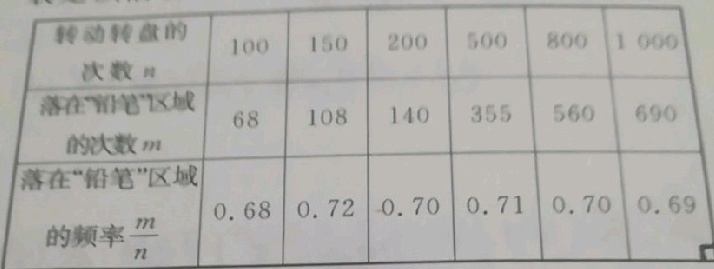 转动转盘的
次数 n 100 150 200 500 800 1 000
落在“铅笔”区域
的次数 m 68 108 140 355 560 690
落在“铅笔”区域
的频率 m/n 0.68 0.72 0.70 0.71 0.70 0.69